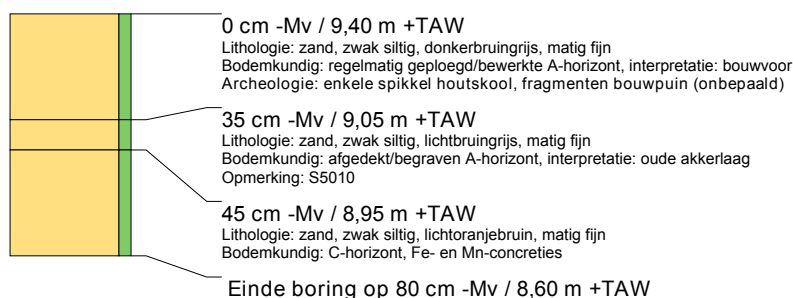 0 cm -Mv / 9,40 m +TAW
Lithologie: zand, zwak siltig, donkerbruingrijs, matig fijn
Bodemkundig: regelmatig geploegd/bewerkte A-horizont, interpretatie: bouwvoor
Archeologie: enkele spikkel houtskool, fragmenten bouwpuin (onbepaald)
35 cm -Mv / 9,05 m +TAW
Lithologie: zand, zwak siltig, lichtbruingrijs, matig fijn
Bodemkundig: afgedekt/begraven A-horizont, interpretatie: oude akkerlaag
Opmerking: S5010
45 cm -Mv / 8,95 m +TAW
Lithologie: zand, zwak siltig, lichtoranjebruin, matig fijn
Bodemkundig: C-horizont, Fe- en Mn-concreties
Einde boring op 80 cm -Mv / 8,60 m +TAW